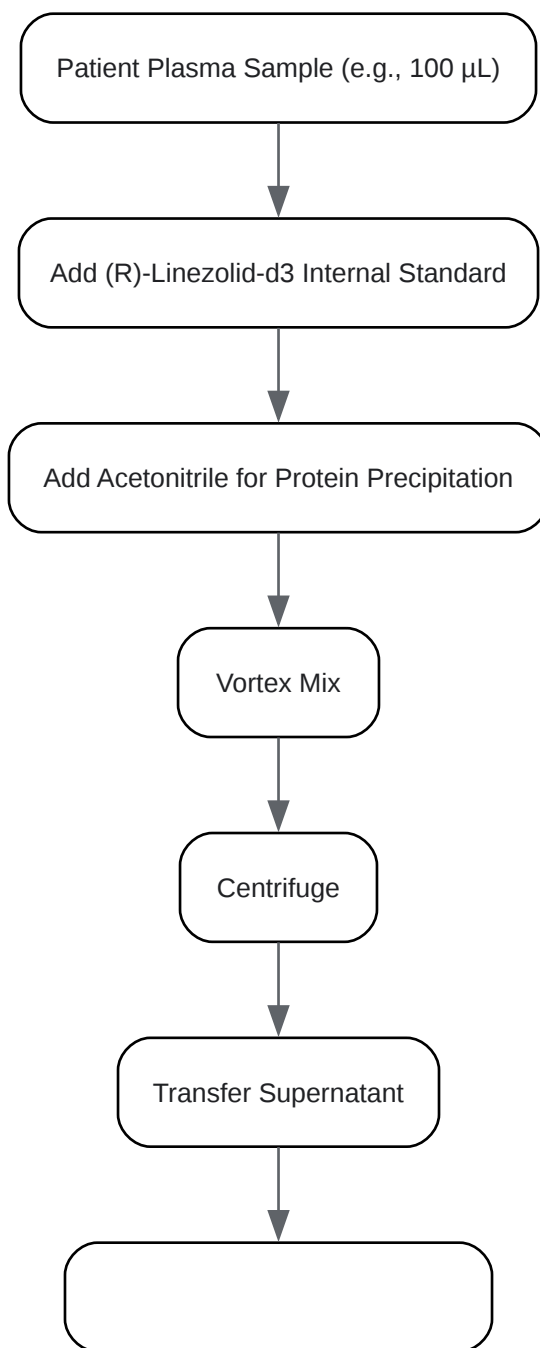 Patient Plasma Sample (e.g., 100 µL)
Add (R)-Linezolid-d3 Internal Standard
Add Acetonitrile for Protein Precipitation
Vortex Mix
Centrifuge
Transfer Supernatant